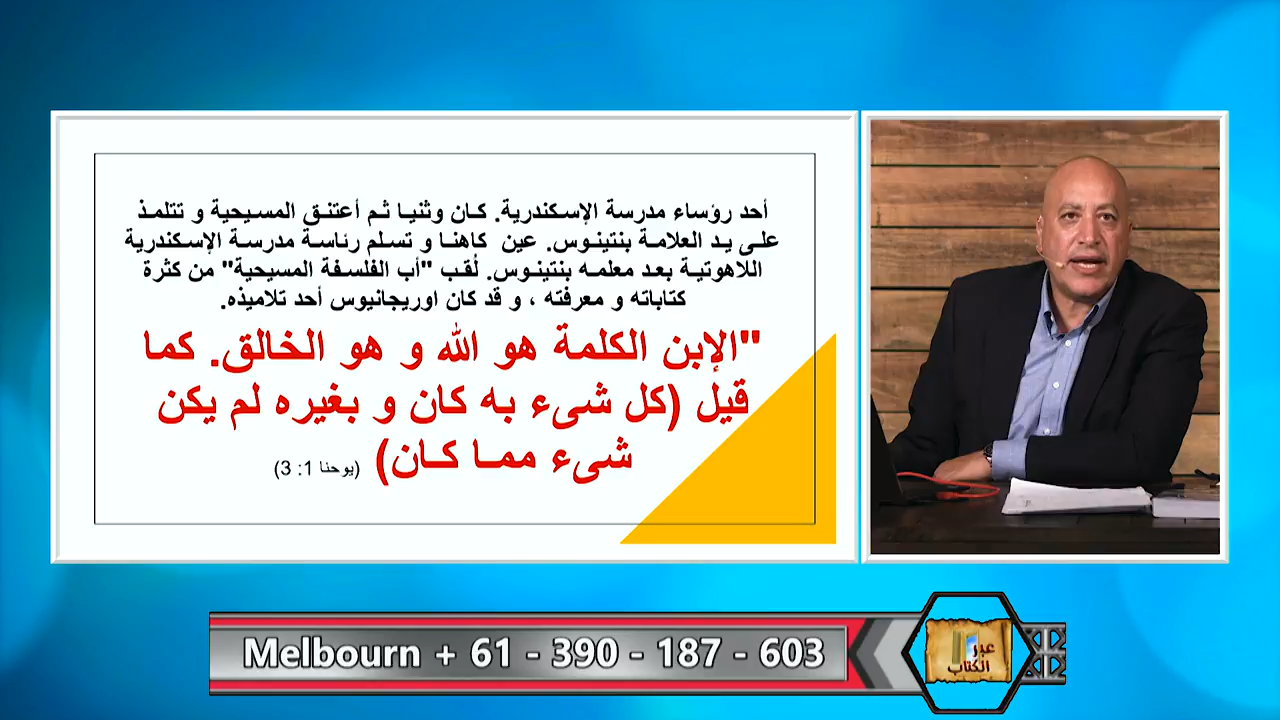 أحد رؤساء مدرسة الإسكندرية. كان وثنيا ثم أعتنق المسيحية و تتلمذ
على يد العلامة بنتينوس. عين كاهنا و تسلم رئاسة مدرسة الإسكندرية
اللاهوتية بعد معلمه بنتينوس. لُقب "أب الفلسفة المسيحية" من كثرة
كتاباته و معرفته ، و قد كان اوريجانيوس أحد تلاميذه.
"الإبن الكلمة هو الله و هو الخالق. كما
قيل (كل شىء به كان و بغيره لم يكن
شىء مما كان) (يوحنا 1: 3)
Melbourn + 61 - 390 - 187 - 603
عبر
الكتاب